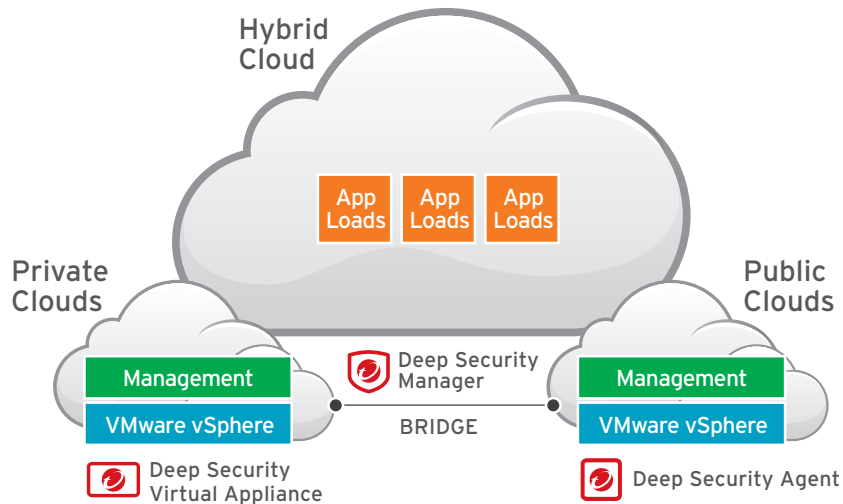 Hybrid
Cloud
App
Loads
App
Loads
App
Loads
Private
Clouds
Public
Clouds
Management
VMware vSphere
Deep Security
Manager
BRIDGE
Management
VMware vSphere
Deep Security
Virtual Appliance
Deep Security Agent